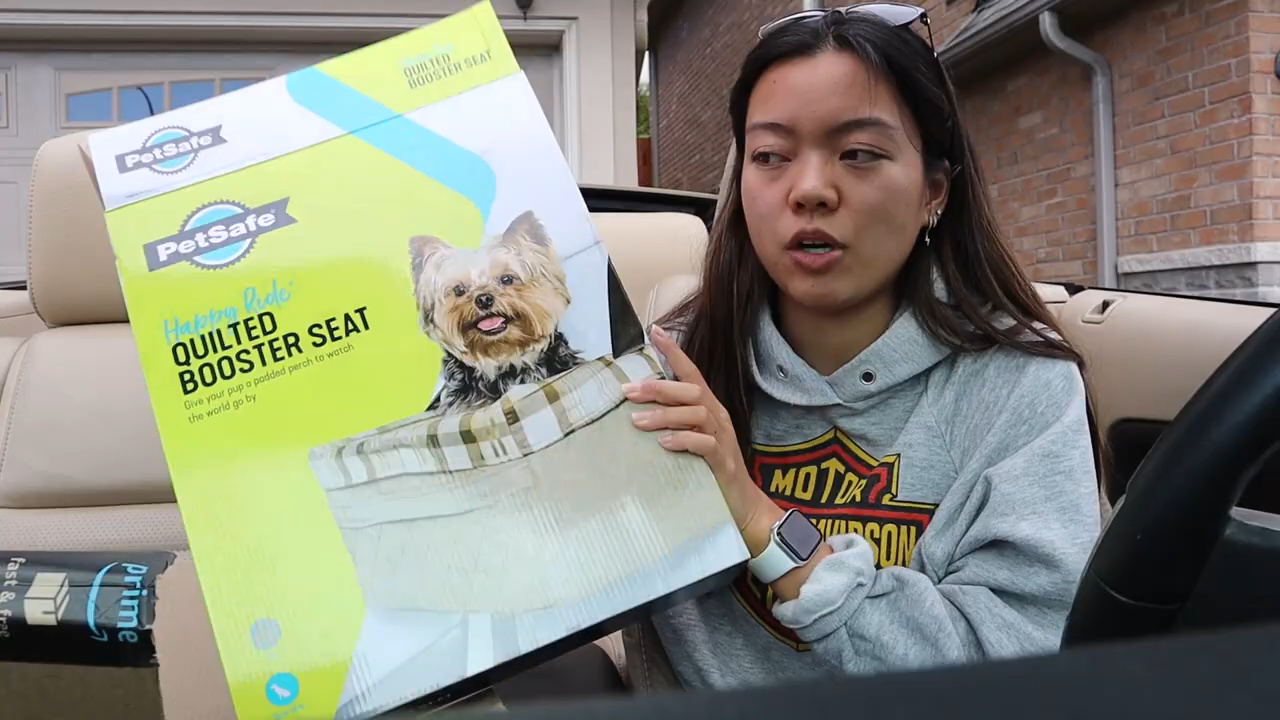 QUILTED
BOOSTER SEAT
PetSafe
PetSafe
Happy Ride
QUILTED
BOOSTER SEAT
Give your pup a padded perch to watch
the world go by
MOTOR
prime
fast & free